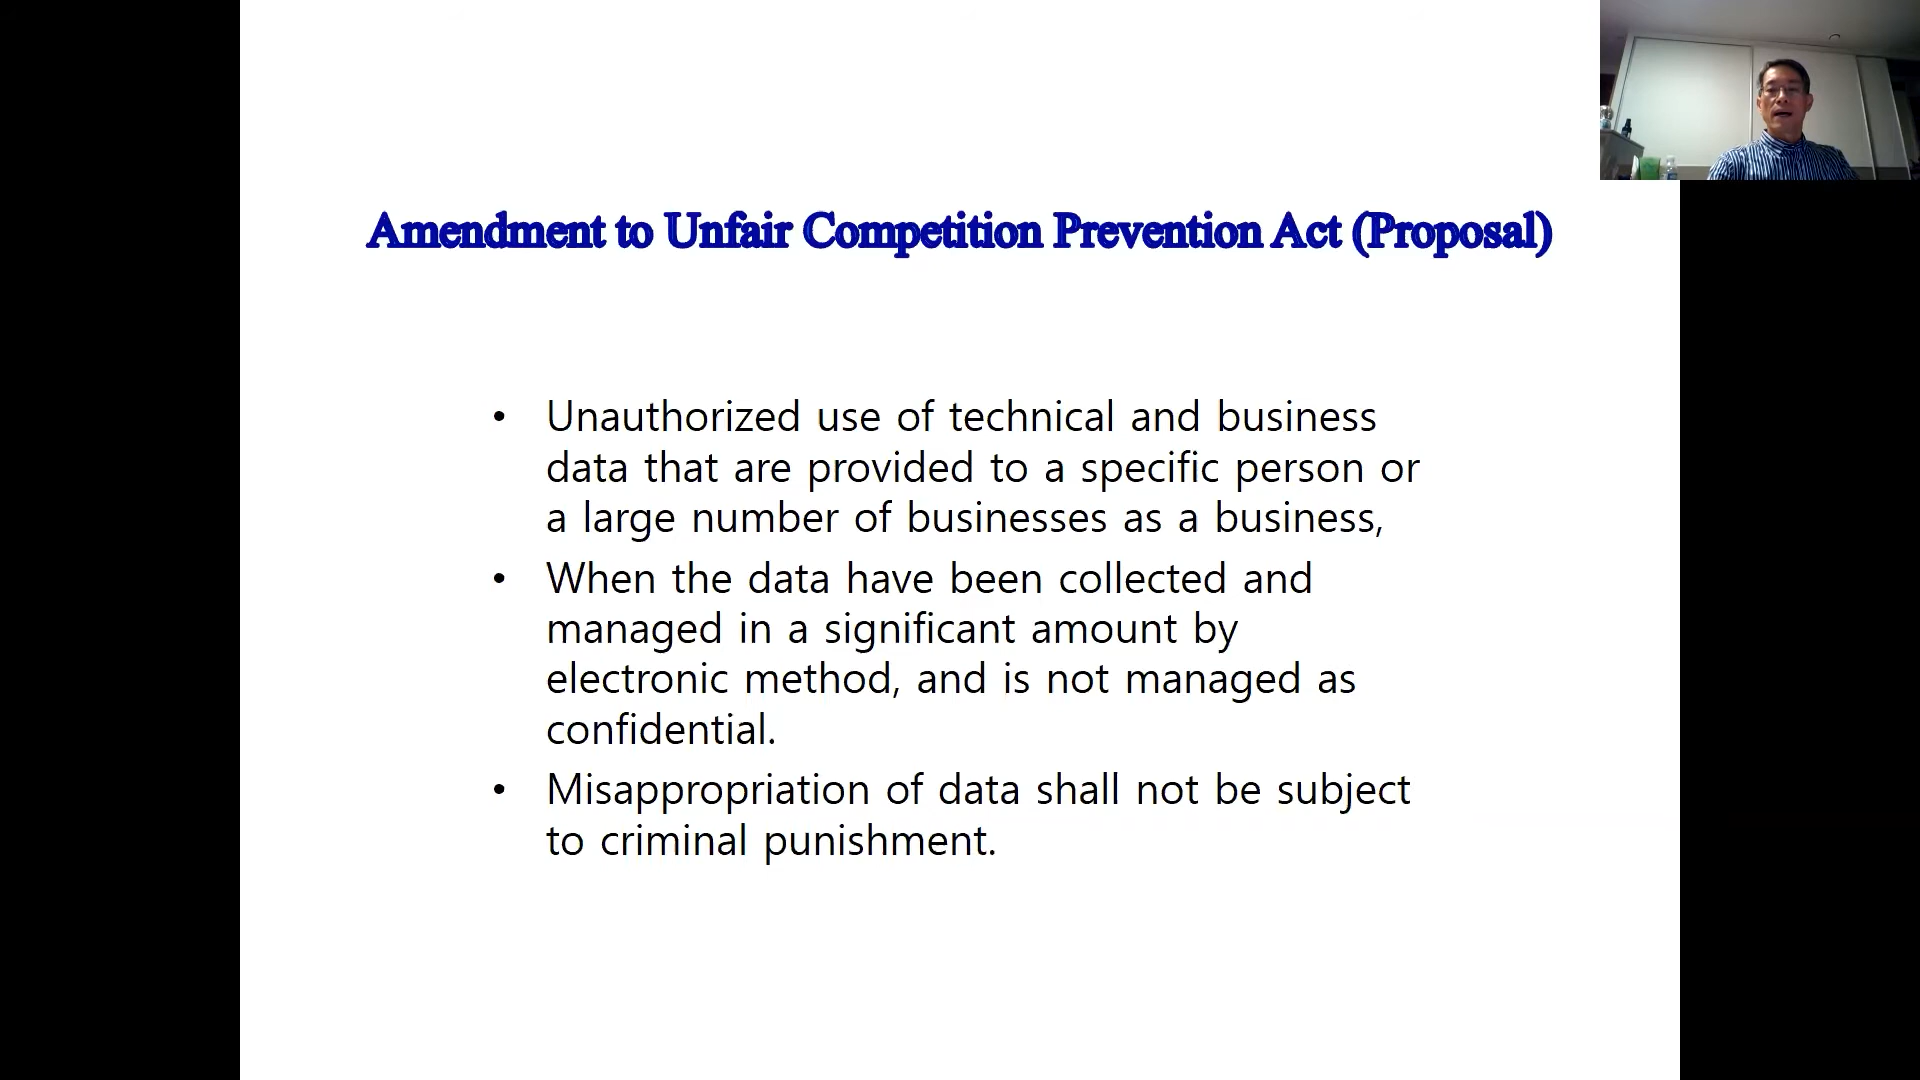 Amendment to Unfair Competition Prevention Act (Proposal)
• Unauthorized use of technical and business
data that are provided to a specific person or
a large number of businesses as a business,
• When the data have been collected and
managed in a significant amount by
electronic method, and is not managed as
confidential.
• Misappropriation of data shall not be subject
to criminal punishment.